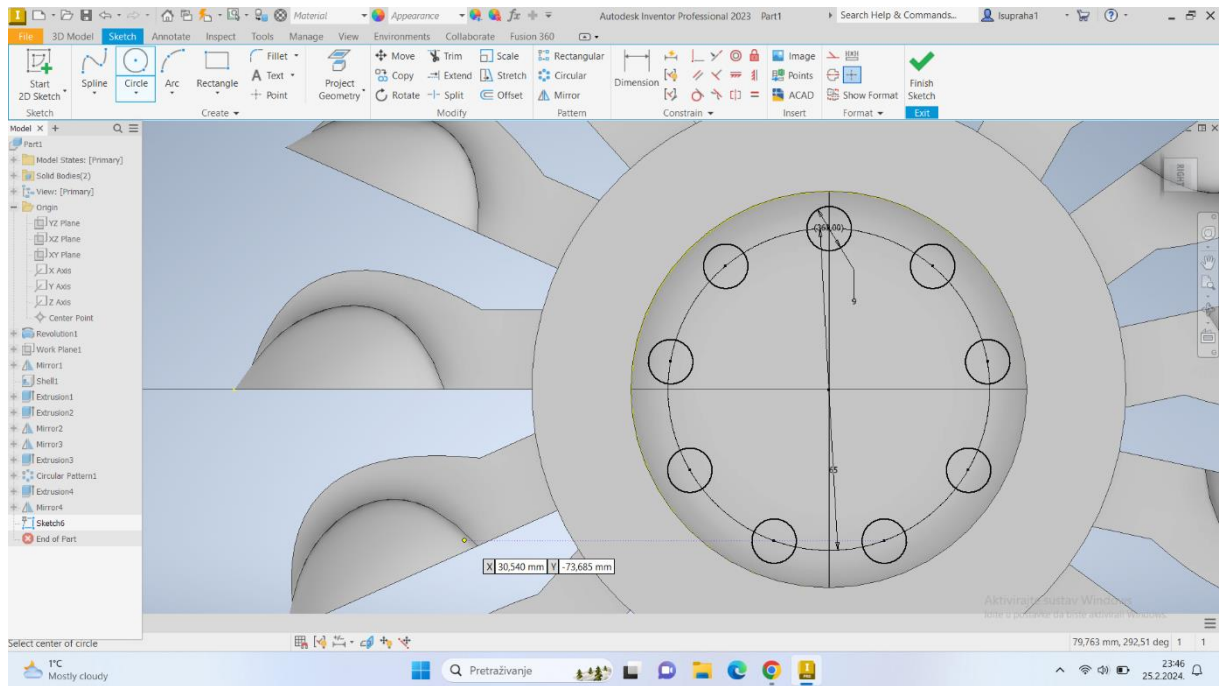 Material Appearance fx Autodesk Inventor Professional 2023 Part1 Search Help & Commands... Isupraha1
File 3D Model Sketch Annotate Inspect Tools Manage View Environments Collaborate Fusion 360
Start 2D Sketch Spline Circle Arc Rectangle Fillet Text Point Project Geometry
Move Trim Scale
Copy Extend Stretch
Rotate Split Offset
Rectangular
Circular
Mirror
Dimension
Image
Points
ACAD
Show Format
Finish Sketch
Sketch Create Modify Pattern Constrain Insert Format Exit
Model
Part1
Model States: [Primary]
Solid Bodies(2)
View: [Primary]
Origin
YZ Plane
XZ Plane
XY Plane
X Axis
Y Axis
Z Axis
Center Point
Revolution1
Work Plane1
Mirror1
Shell1
Extrusion1
Extrusion2
Mirror2
Mirror3
Extrusion3
Circular Pattern1
Extrusion4
Mirror4
Sketch6
End of Part
RIGHT
(360,00)
9
65
X 30,540 mm Y -73,685 mm
Aktivirajte sustav Windows
Select center of circle
79,763 mm, 292,51 deg 1 1
1°C
Mostly cloudy
Pretraživanje
23:46
25.2.2024.